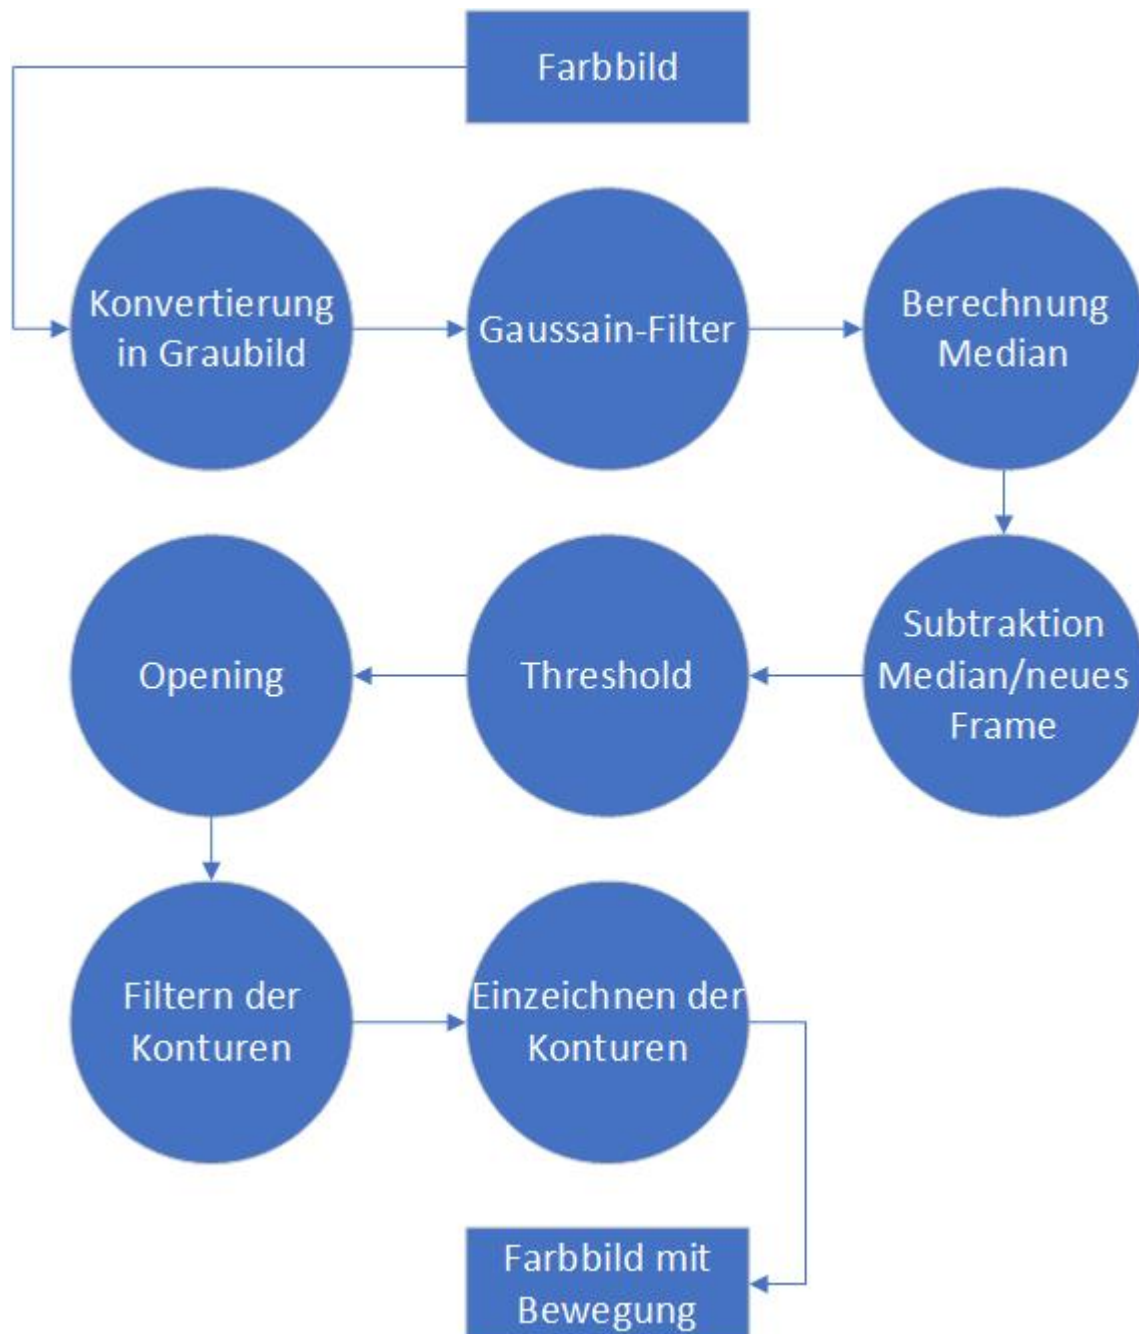 Farbbild
Konvertierung
in Graubild
Gaussain-Filter
Berechnung
Median
Subtraktion
Median/neues
Frame
Threshold
Opening
Filtern der
Konturen
Einzeichnen der
Konturen
Farbbild mit
Bewegung